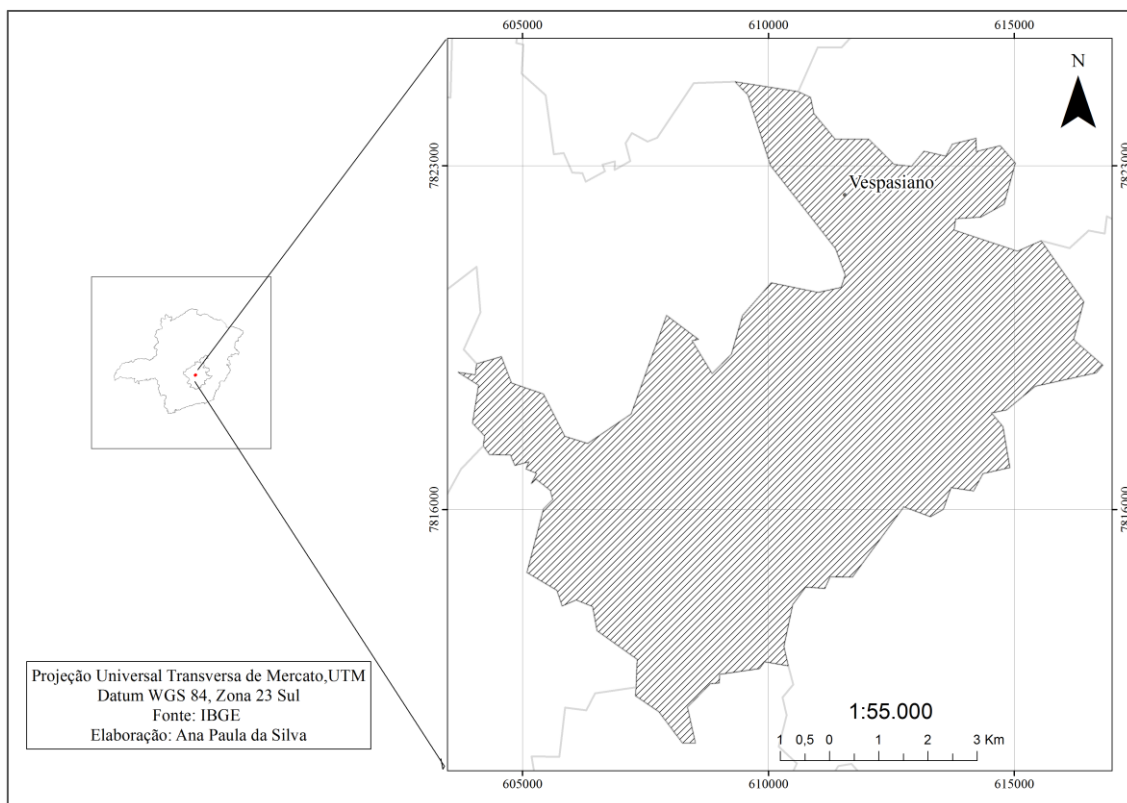 605000 610000 615000
N
7823000 7823000
Vespasiano
7816000 7816000
Projeção Universal Transversa de Mercato,UTM
Datum WGS 84, Zona 23 Sul
Fonte: IBGE
Elaboração: Ana Paula da Silva
1:55.000
1 0,5 0 1 2 3 Km
605000 610000 615000